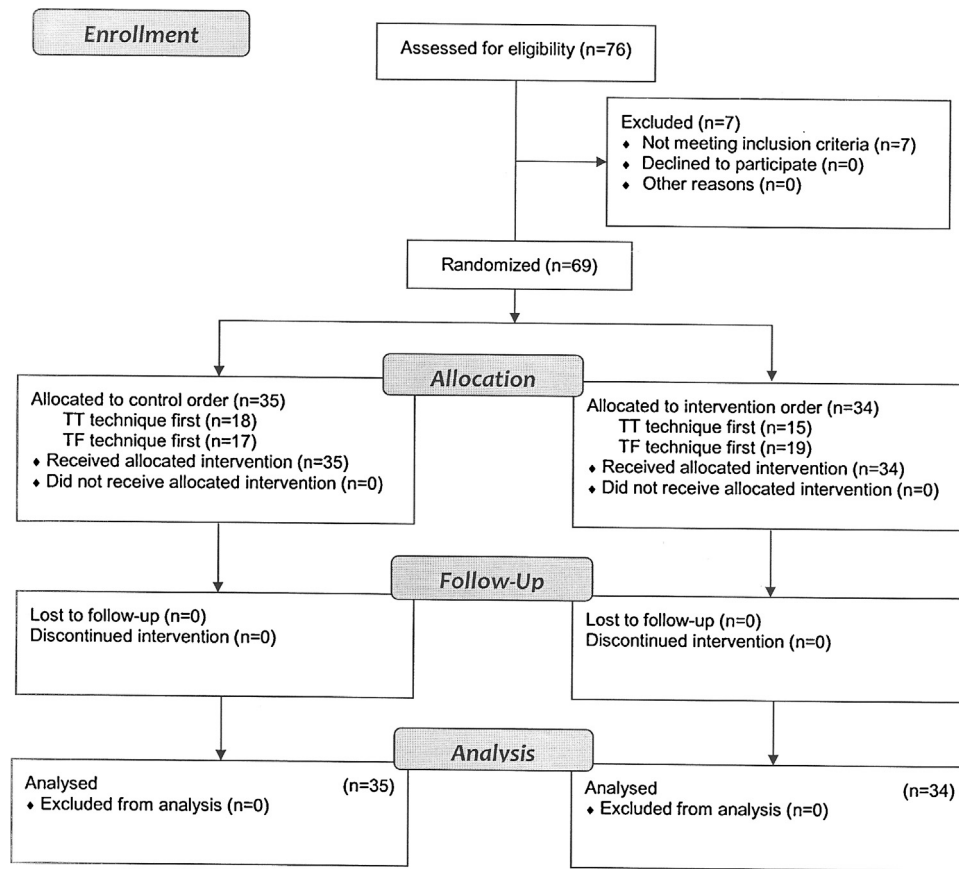 Enrollment
Assessed for eligibility (n=76)
Excluded (n=7)
♦ Not meeting inclusion criteria (n=7)
♦ Declined to participate (n=0)
♦ Other reasons (n=0)
Randomized (n=69)
Allocation
Allocated to control order (n=35)
TT technique first (n=18)
TF technique first (n=17)
♦ Received allocated intervention (n=35)
♦ Did not receive allocated intervention (n=0)
Allocated to intervention order (n=34)
TT technique first (n=15)
TF technique first (n=19)
♦ Received allocated intervention (n=34)
♦ Did not receive allocated intervention (n=0)
Follow-Up
Lost to follow-up (n=0)
Discontinued intervention (n=0)
Lost to follow-up (n=0)
Discontinued intervention (n=0)
Analysis
Analysed (n=35)
♦ Excluded from analysis (n=0)
Analysed (n=34)
♦ Excluded from analysis (n=0)